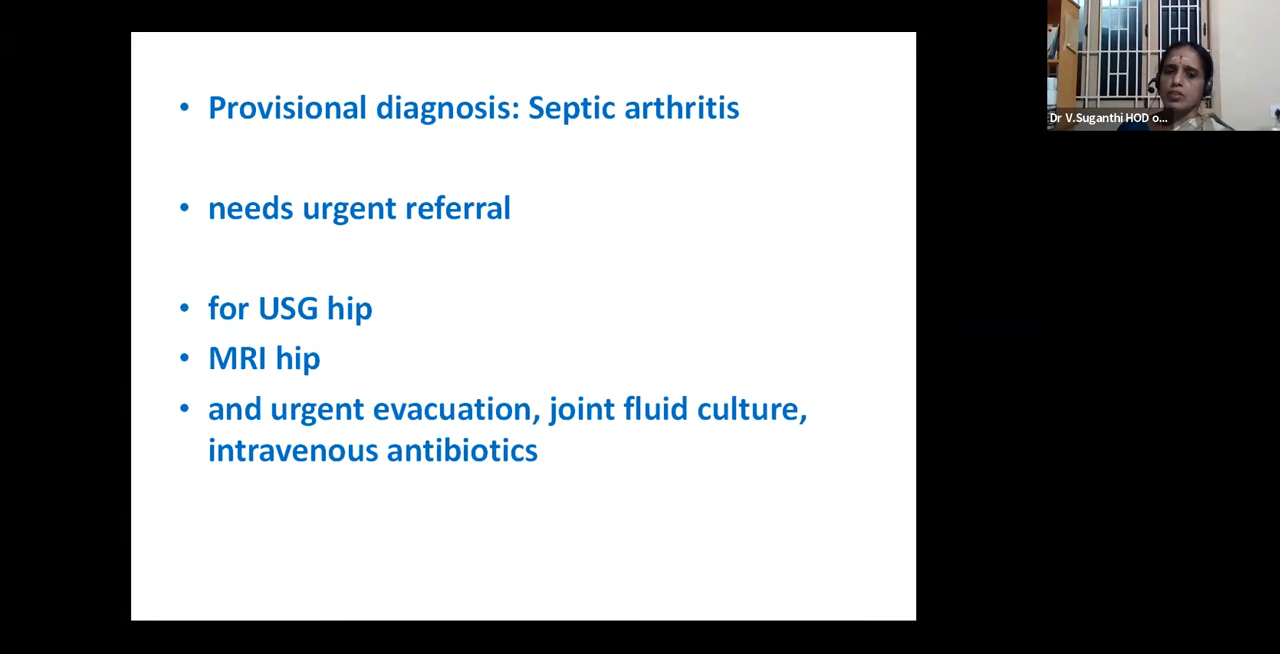 • Provisional diagnosis: Septic arthritis
• needs urgent referral
• for USG hip
• MRI hip
• and urgent evacuation, joint fluid culture,
intravenous antibiotics
Dr V.Suganthi HOD o...